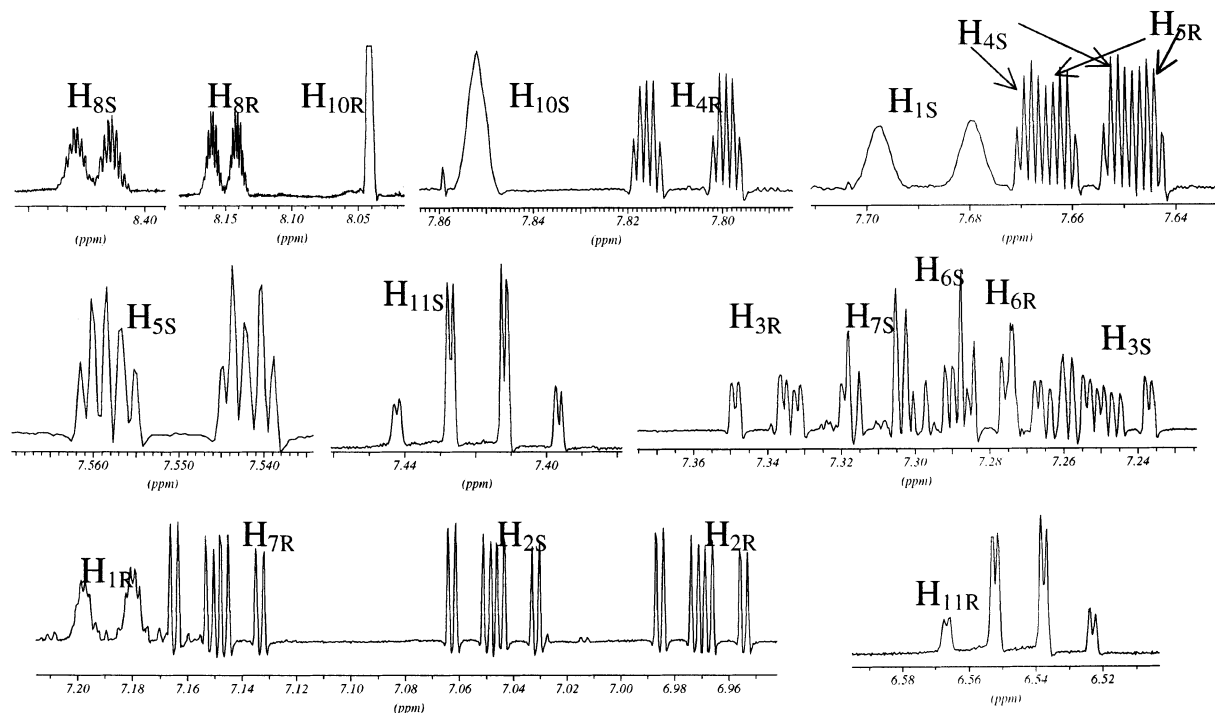 H8S H8R H10R H10S H4R H1S H4S H5R
8.40 8.15 8.10 8.05 7.86 7.84 7.82 7.80 7.70 7.68 7.66 7.64
(ppm) (ppm) (ppm) (ppm)
H5S H11S H3R H7S H6S H6R H3S
7.560 7.550 7.540 7.44 7.40 7.36 7.34 7.32 7.30 7.28 7.26 7.24
(ppm) (ppm) (ppm)
H1R H7R H2S H2R H11R
7.20 7.18 7.16 7.14 7.12 7.10 7.08 7.06 7.04 7.02 7.00 6.98 6.96 6.58 6.56 6.54 6.52
(ppm) (ppm)